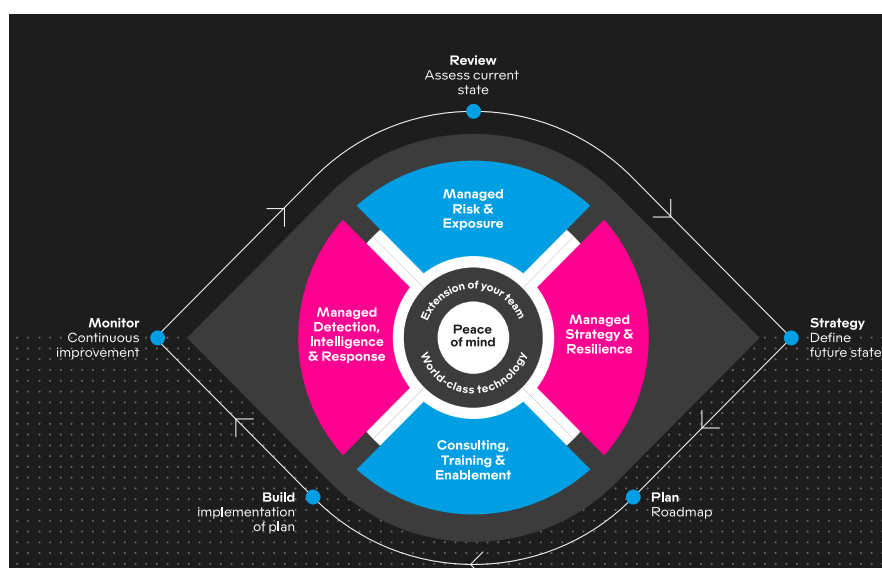 Review
Assess current
state
Managed
Risk &
Exposure
Extension of your team
Managed
Detection,
Intelligence
& Response
Peace
of mind
Managed
Strategy &
Resilience
World-class technology
Monitor
Continuous
improvement
Strategy
Define
future state
Consulting,
Training &
Enablement
Build
implementation
of plan
Plan
Roadmap